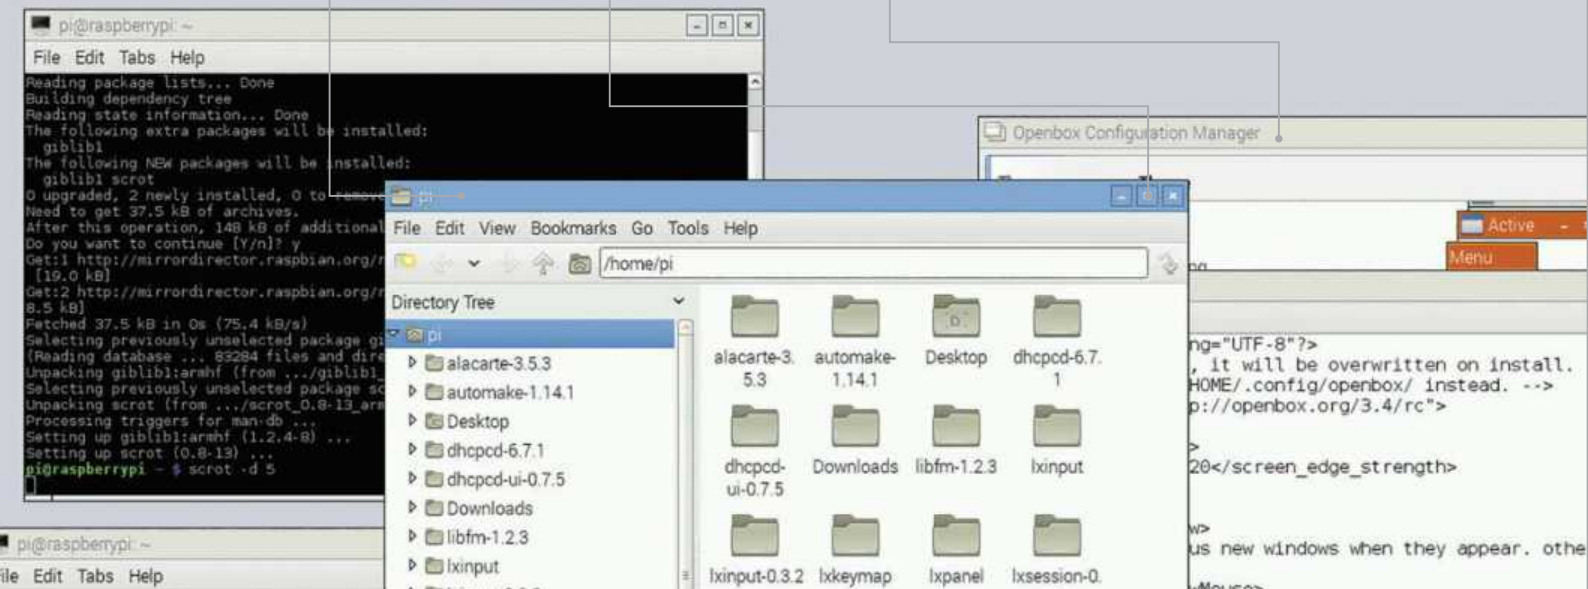 pi@raspberrypi: ~
File Edit Tabs Help
Reading package lists... Done
Building dependency tree
Reading state information... Done
The following extra packages will be installed:
giblib1
The following NEW packages will be installed:
giblib1 scrot
0 upgraded, 2 newly installed, 0 to remove
Need to get 37.5 kB of archives.
After this operation, 148 kB of additional
Do you want to continue [Y/n]? y
Get:1 http://mirrordirector.raspbian.org/r
[19.0 kB]
Get:2 http://mirrordirector.raspbian.org/r
8.5 kB]
Fetched 37.5 kB in 0s (75.4 kB/s)
Selecting previously unselected package gi
(Reading database ... 83284 files and dire
Unpacking giblib1:armhf (from .../giblib1_
Selecting previously unselected package sc
Unpacking scrot (from .../scrot_0.8-13_arm
Processing triggers for man-db ...
Setting up giblib1:armhf (1.2.4-8) ...
Setting up scrot (0.8-13) ...
pi@raspberrypi ~ $ scrot -d 5
pi@raspberrypi: ~
File Edit Tabs Help
pi
File Edit View Bookmarks Go Tools Help
/home/pi
Directory Tree
pi
alacarte-3.5.3
automake-1.14.1
Desktop
dhcpcd-6.7.1
dhcpcd-ui-0.7.5
Downloads
libfm-1.2.3
lxinput
alacarte-3. automake- Desktop dhcpcd-6.7.
5.3 1.14.1 1
dhcpcd- Downloads libfm-1.2.3 lxinput
ui-0.7.5
lxinput-0.3.2 lxkeymap lxpanel lxsession-0.
Openbox Configuration Manager
Active
Menu
ng="UTF-8"?>
, it will be overwritten on install.
HOME/.config/openbox/ instead. -->
p://openbox.org/3.4/rc">
>
20</screen_edge_strength>
w>
us new windows when they appear. othe